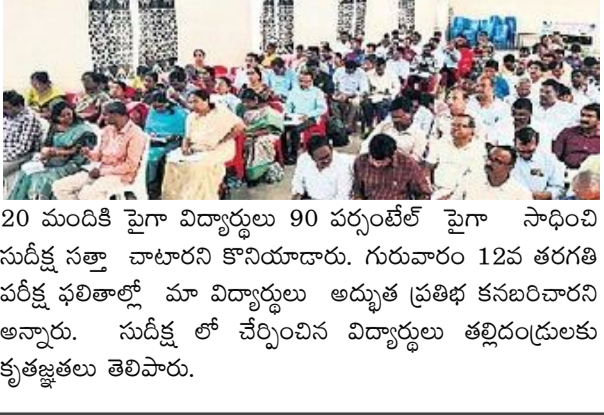 20 మందికి పైగా విద్యార్థులు 90 పర్సంటేల్ పైగా సాధించి
సుదీక్ష సత్తా చాటారని కొనియాడారు. గురువారం 12వ తరగతి
పరీక్ష ఫలితాల్లో మా విద్యార్థులు అద్భుత ప్రతిభ కనబరిచారని
అన్నారు. సుదీక్ష లో చేర్పించిన విద్యార్థులు తల్లిదండ్రులకు
కృతజ్ఞతలు తెలిపారు.